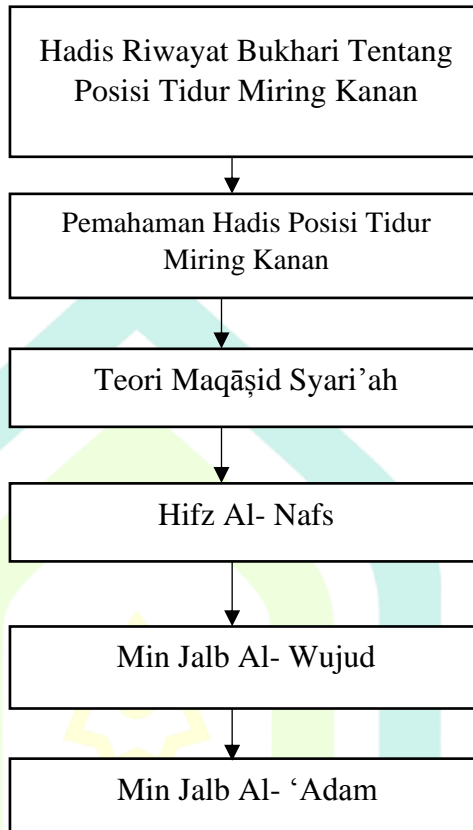 Hadis Riwayat Bukhari Tentang
Posisi Tidur Miring Kanan
Pemahaman Hadis Posisi Tidur
Miring Kanan
Teori Maqāṣid Syari’ah
Hifz Al- Nafs
Min Jalb Al- Wujud
Min Jalb Al- ‘Adam